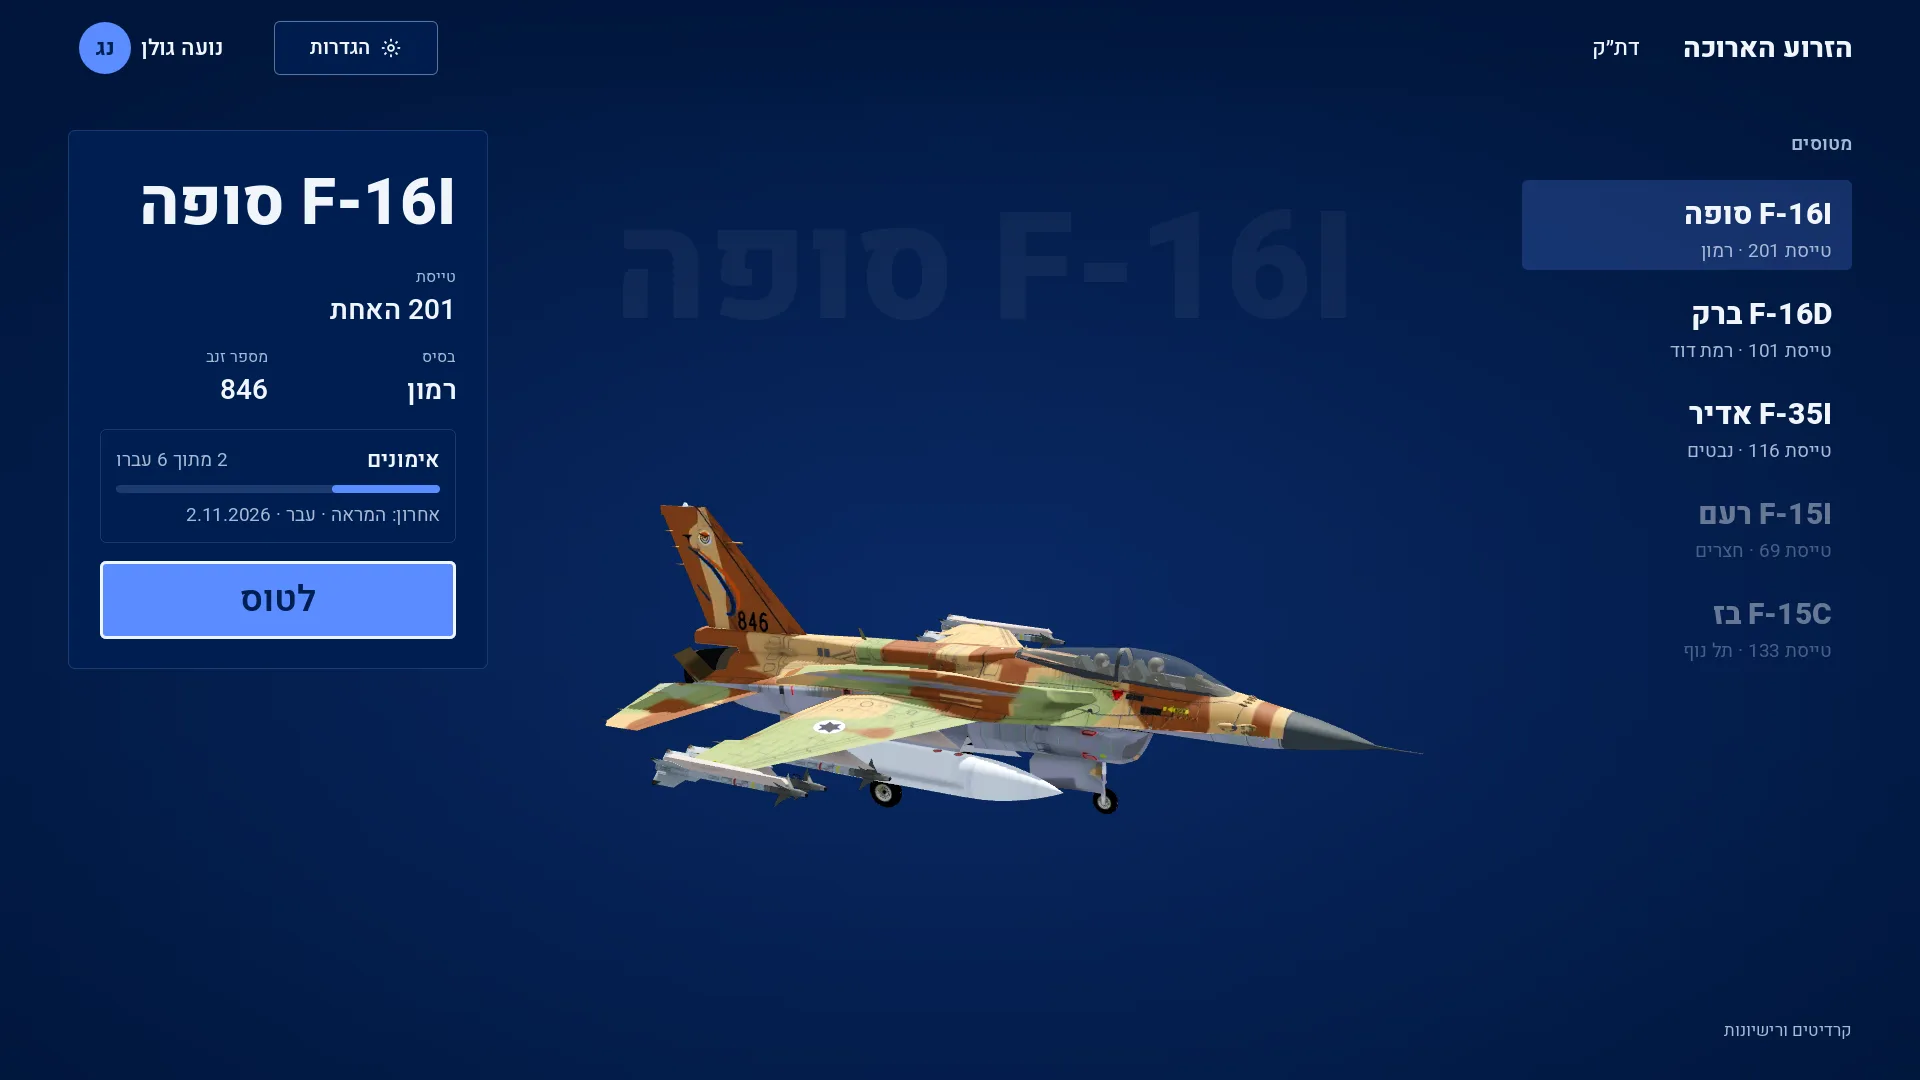 הזרוע הארוכה
דת״ק
הגדרות
נועה גולן
נג
מטוסים
F-16I סופה
טייסת 201 · רמון
F-16D ברק
טייסת 101 · רמת דוד
F-35I אדיר
טייסת 116 · נבטים
F-15I רעם
טייסת 69 · חצרים
F-15C בז
טייסת 133 · תל נוף
F-16I סופה
846
F-16I סופה
טייסת
201 האחת
בסיס
רמון
מספר זנב
846
אימונים
2 מתוך 6 עברו
אחרון: המראה · עבר · 2.11.2026
לטוס
קרדיטים ורישיונות